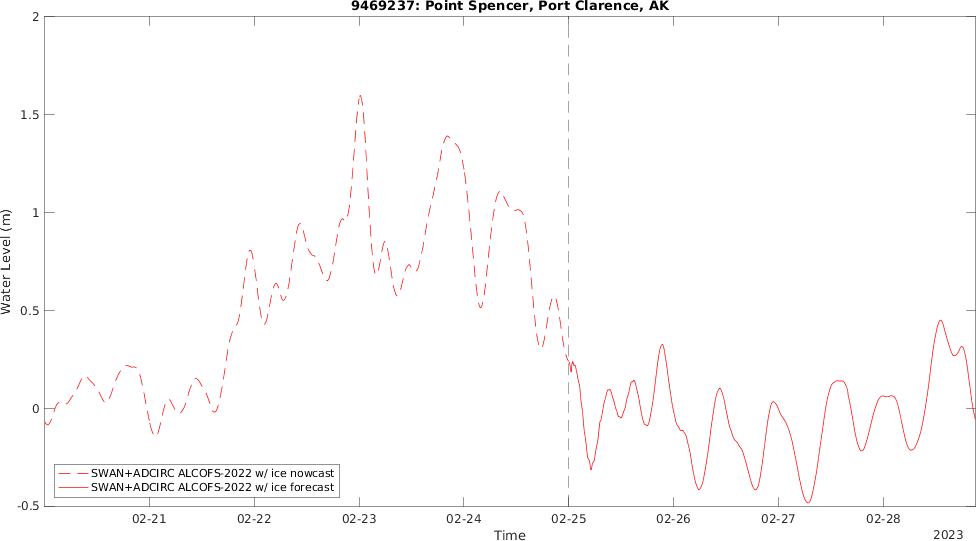 9469237: Point Spencer, Port Clarence, AK
2
1.5
1
0.5
0
-0.5
Water Level (m)
SWAN+ADCIRC ALCOFS-2022 w/ ice nowcast
SWAN+ADCIRC ALCOFS-2022 w/ ice forecast
02-21 02-22 02-23 02-24 02-25 02-26 02-27 02-28
Time
2023